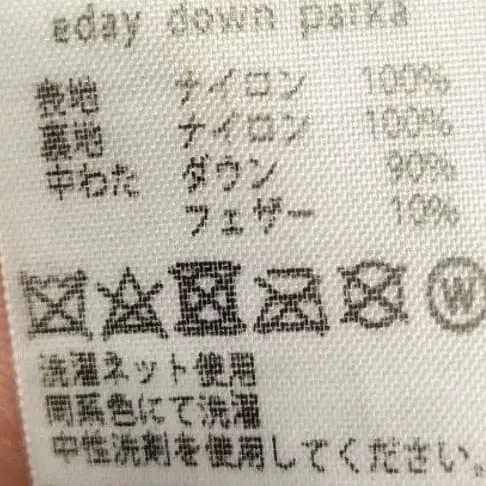 eday down parka
表地 ナイロン 100%
裏地 ナイロン 100%
中わた ダウン 90%
フェザー 10%
W
洗濯ネット使用
同系色にて洗濯
中性洗剤を使用してください。